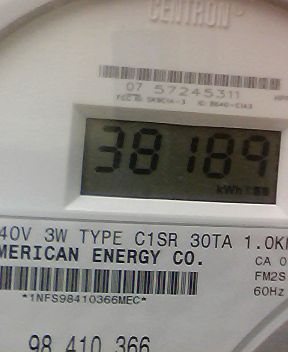 CENTRON
07 57245311
38189
kWh
40V 3W TYPE C1SR 30TA 1.0K
MERICAN ENERGY CO.
CA 0
FM2S
60Hz
*1NFS98410366MEC*
98 410 366